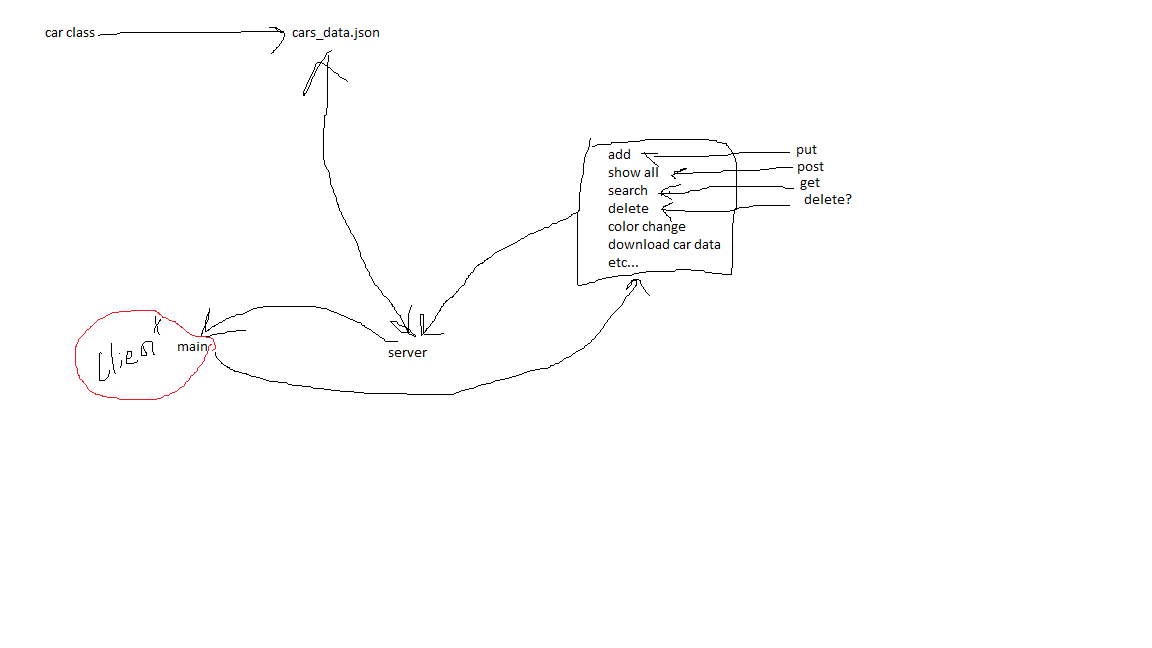 car class
cars_data.json
add
show all
search
delete
color change
download car data
etc...
put
post
get
delete?
Client
main
server